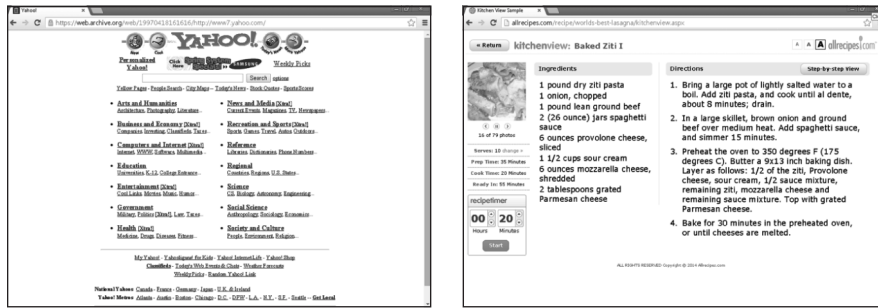 Yahoo!
https://web.archive.org/web/19970418161616/http://www7.yahoo.com/
YAHOO!
New
Cool
Personalized
Yahoo!
Click
Here
SAMSUNG
Weekly Picks
Search options
Yellow Pages - People Search - City Maps -- Today's News - Stock Quotes - Sports Scores
Arts and Humanities
Architecture, Photography, Literature...
Business and Economy [Xtra!]
Companies, Investing, Classifieds, Taxes...
Computers and Internet [Xtra!]
Internet, WWW, Software, Multimedia...
Education
Universities, K-12, College Entrance...
Entertainment [Xtra!]
Cool Links, Movies, Music, Humor...
Government
Military, Politics [Xtra!], Law, Taxes...
Health [Xtra!]
Medicine, Drugs, Diseases, Fitness...
News and Media [Xtra!]
Current Events, Magazines, TV, Newspapers...
Recreation and Sports [Xtra!]
Sports, Games, Travel, Autos, Outdoors...
Reference
Libraries, Dictionaries, Phone Numbers...
Regional
Countries, Regions, U.S. States...
Science
CS, Biology, Astronomy, Engineering...
Social Science
Anthropology, Sociology, Economics...
Society and Culture
People, Environment, Religion...
My Yahoo! - Yahooligans! for Kids - Yahoo! Internet Life - Yahoo! Shop
Classifieds - Today's Web Events & Chats - Weather Forecasts
Weekly Picks - Random Yahoo! Link
National Yahoos Canada - France - Germany - Japan - U.K. & Ireland
Yahoo! Metros Atlanta - Austin - Boston - Chicago - D.C. - DFW - L.A. - N.Y. - S.F. - Seattle -- Get Local
Kitchen View Sample
allrecipes.com/recipe/worlds-best-lasagna/kitchenview.aspx
« Return
kitchenview: Baked Ziti I
A A A allrecipes.com
16 of 79 photos
Serves: 10 change »
Prep Time: 35 Minutes
Cook Time: 20 Minutes
Ready In: 55 Minutes
recipetimer
00 : 20
Hours Minutes
Start
Ingredients
1 pound dry ziti pasta
1 onion, chopped
1 pound lean ground beef
2 (26 ounce) jars spaghetti
sauce
6 ounces provolone cheese,
sliced
1 1/2 cups sour cream
6 ounces mozzarella cheese,
shredded
2 tablespoons grated
Parmesan cheese
Directions
Step-by-step View
1. Bring a large pot of lightly salted water to a
boil. Add ziti pasta, and cook until al dente,
about 8 minutes; drain.
2. In a large skillet, brown onion and ground
beef over medium heat. Add spaghetti sauce,
and simmer 15 minutes.
3. Preheat the oven to 350 degrees F (175
degrees C). Butter a 9x13 inch baking dish.
Layer as follows: 1/2 of the ziti, Provolone
cheese, sour cream, 1/2 sauce mixture,
remaining ziti, mozzarella cheese and
remaining sauce mixture. Top with grated
Parmesan cheese.
4. Bake for 30 minutes in the preheated oven,
or until cheeses are melted.
ALL RIGHTS RESERVED Copyright © 2014 Allrecipes.com